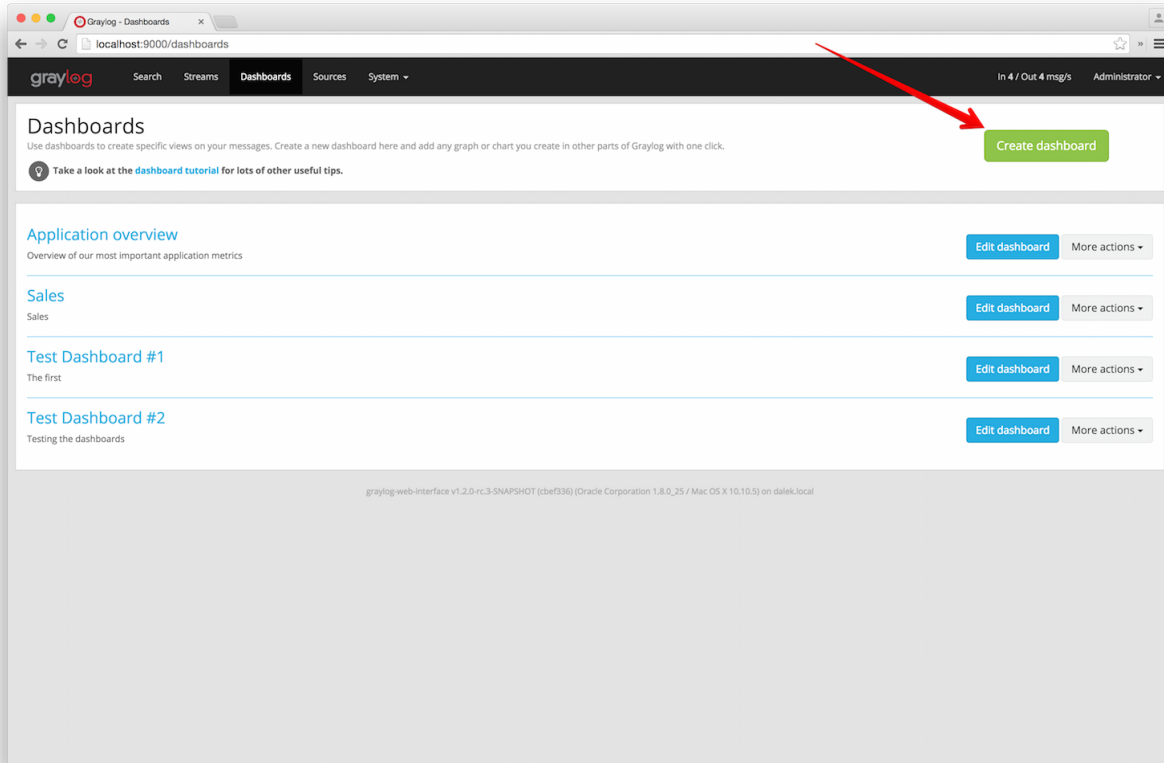 Graylog - Dashboards ×
localhost:9000/dashboards
graylog Search Streams Dashboards Sources System In 4 / Out 4 msg/s Administrator
Dashboards
Use dashboards to create specific views on your messages. Create a new dashboard here and add any graph or chart you create in other parts of Graylog with one click.
Create dashboard
Take a look at the dashboard tutorial for lots of other useful tips.
Application overview
Overview of our most important application metrics
Edit dashboard More actions
Sales
Sales
Edit dashboard More actions
Test Dashboard #1
The first
Edit dashboard More actions
Test Dashboard #2
Testing the dashboards
Edit dashboard More actions
graylog-web-interface v1.2.0-rc.3-SNAPSHOT (cbef336) (Oracle Corporation 1.8.0_25 / Mac OS X 10.10.5) on dalek.local